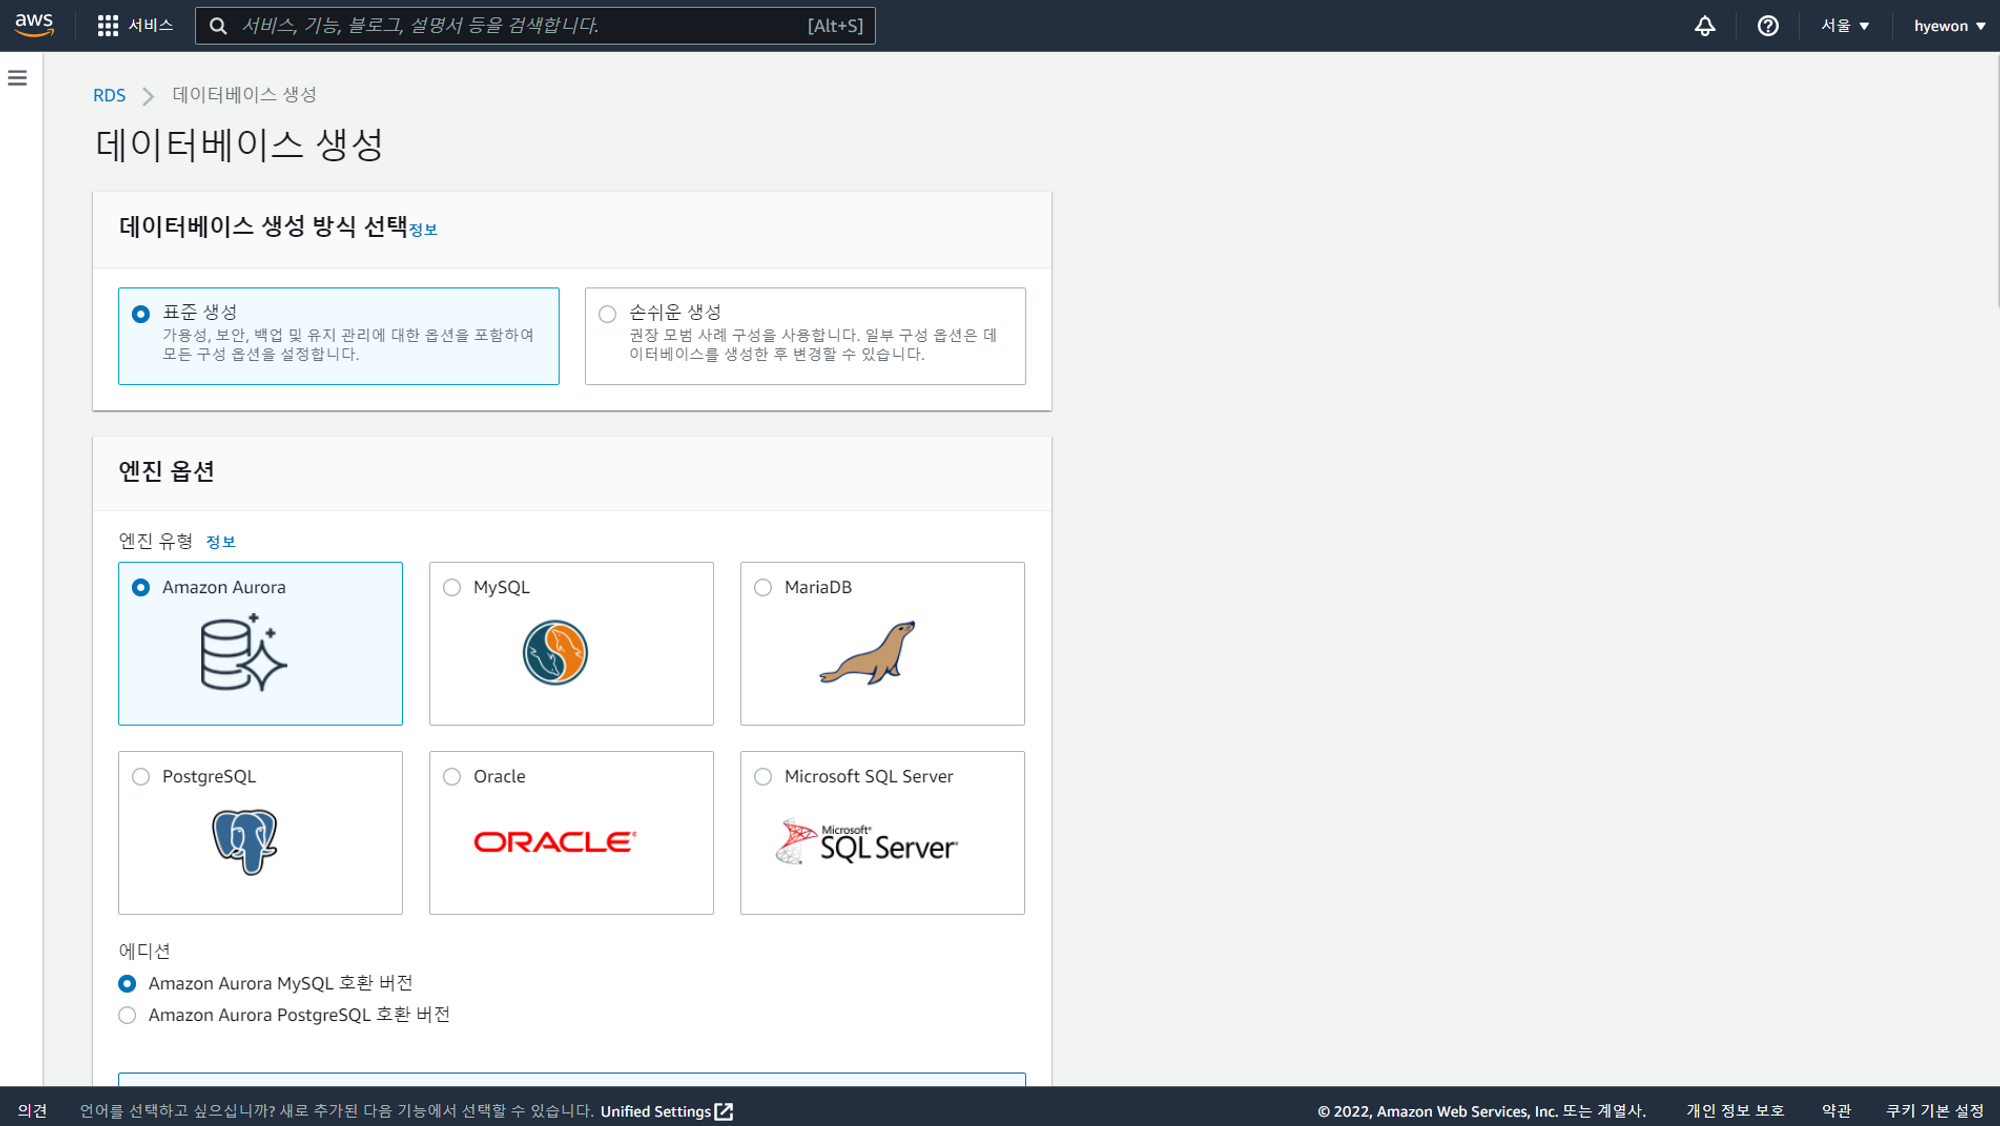 aws
서비스
서비스, 기능, 블로그, 설명서 등을 검색합니다.
[Alt+S]
서울
hyewon
RDS
데이터베이스 생성
데이터베이스 생성
데이터베이스 생성 방식 선택 정보
표준 생성
가용성, 보안, 백업 및 유지 관리에 대한 옵션을 포함하여
모든 구성 옵션을 설정합니다.
손쉬운 생성
권장 모범 사례 구성을 사용합니다. 일부 구성 옵션은 데
이터베이스를 생성한 후 변경할 수 있습니다.
엔진 옵션
엔진 유형 정보
Amazon Aurora
MySQL
MariaDB
PostgreSQL
Oracle
ORACLE
Microsoft SQL Server
Microsoft
SQL Server
에디션
Amazon Aurora MySQL 호환 버전
Amazon Aurora PostgreSQL 호환 버전
의견
언어를 선택하고 싶으십니까? 새로 추가된 다음 기능에서 선택할 수 있습니다. Unified Settings
© 2022, Amazon Web Services, Inc. 또는 계열사.
개인 정보 보호
약관
쿠키 기본 설정